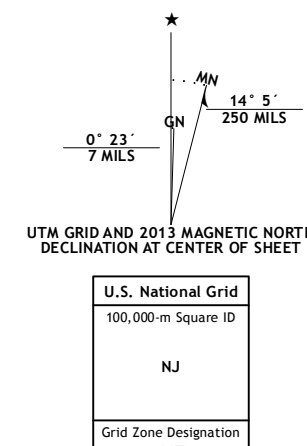 MN
GN
14° 5´
250 MILS
0° 23´
7 MILS
UTM GRID AND 2013 MAGNETIC NORTH
DECLINATION AT CENTER OF SHEET
U.S. National Grid
100,000-m Square ID
NJ
Grid Zone Designation